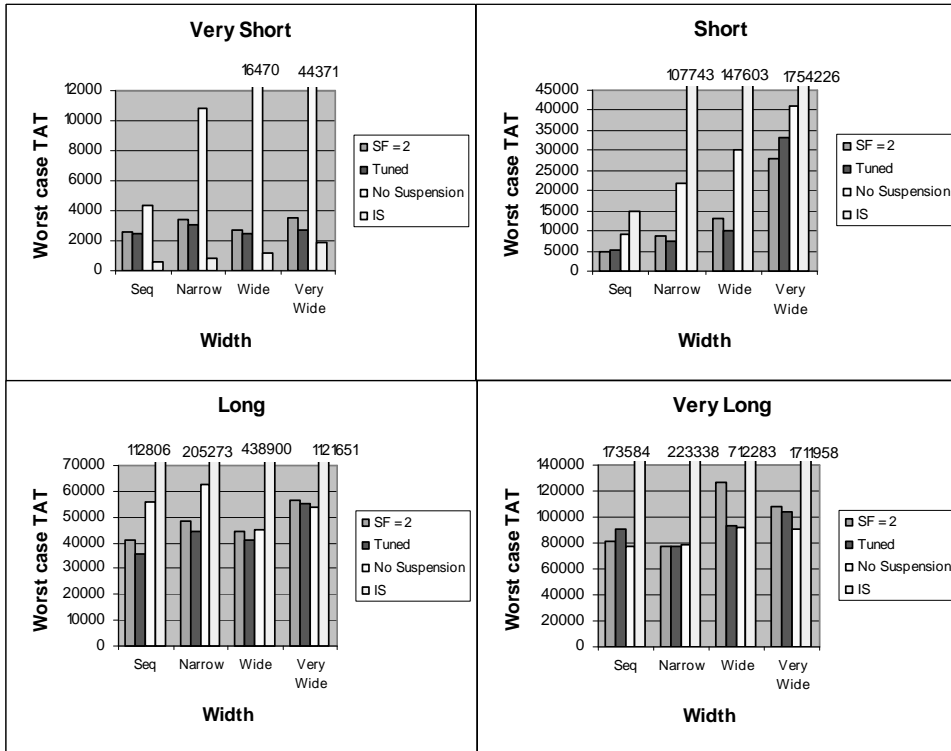 Very Short
16470 44371
12000
10000
8000
6000
4000
2000
0
Worst case TAT
Seq Narrow Wide Very Wide
Width
SF = 2
Tuned
No Suspension
IS
Short
107743 147603 1754226
45000
40000
35000
30000
25000
20000
15000
10000
5000
0
Worst case TAT
Seq Narrow Wide Very Wide
Width
SF = 2
Tuned
No Suspension
IS
Long
112806 205273 438900 1121651
70000
60000
50000
40000
30000
20000
10000
0
Worst case TAT
Seq Narrow Wide Very Wide
Width
SF = 2
Tuned
No Suspension
IS
Very Long
173584 223338 712283 1711958
140000
120000
100000
80000
60000
40000
20000
0
Worst case TAT
Seq Narrow Wide Very Wide
Width
SF = 2
Tuned
No Suspension
IS